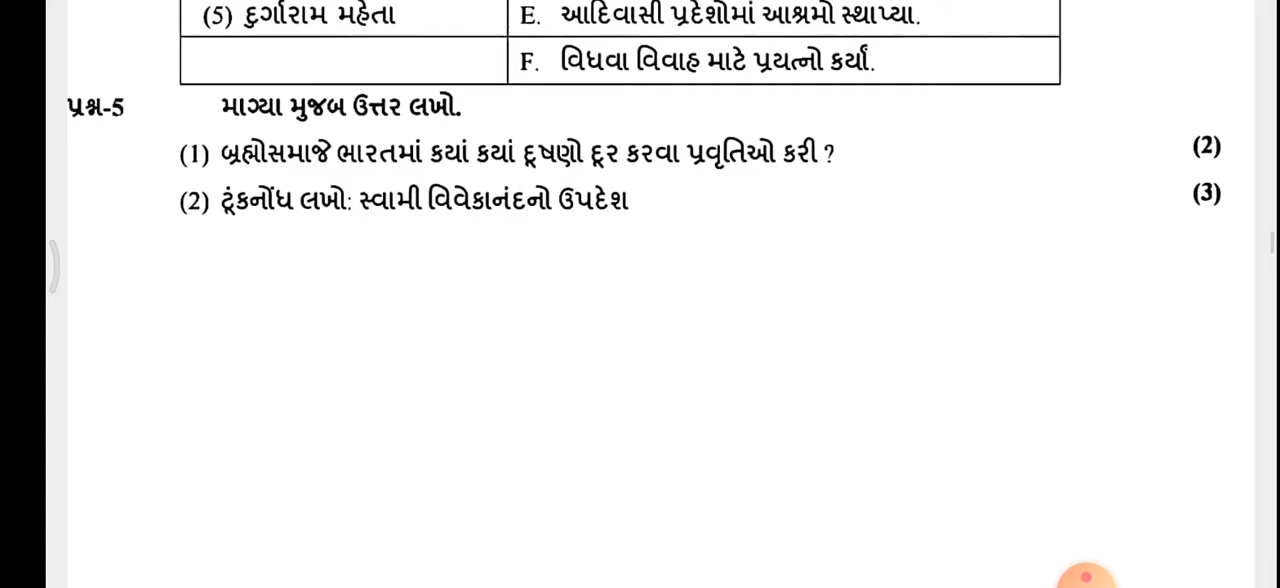 (5) દુર્ગારામ મહેતા E. આદિવાસી પ્રદેશોમાં આશ્રમો સ્થાપ્યા.
F. વિધવા વિવાહ માટે પ્રયત્નો કર્યાં.
પ્રશ્ન-5 માગ્યા મુજબ ઉત્તર લખો.
(1) બ્રહ્મોસમાજે ભારતમાં કયાં કયાં દૂષણો દૂર કરવા પ્રવૃતિઓ કરી ? (2)
(2) ટૂંકનોંધ લખો: સ્વામી વિવેકાનંદનો ઉપદેશ (3)